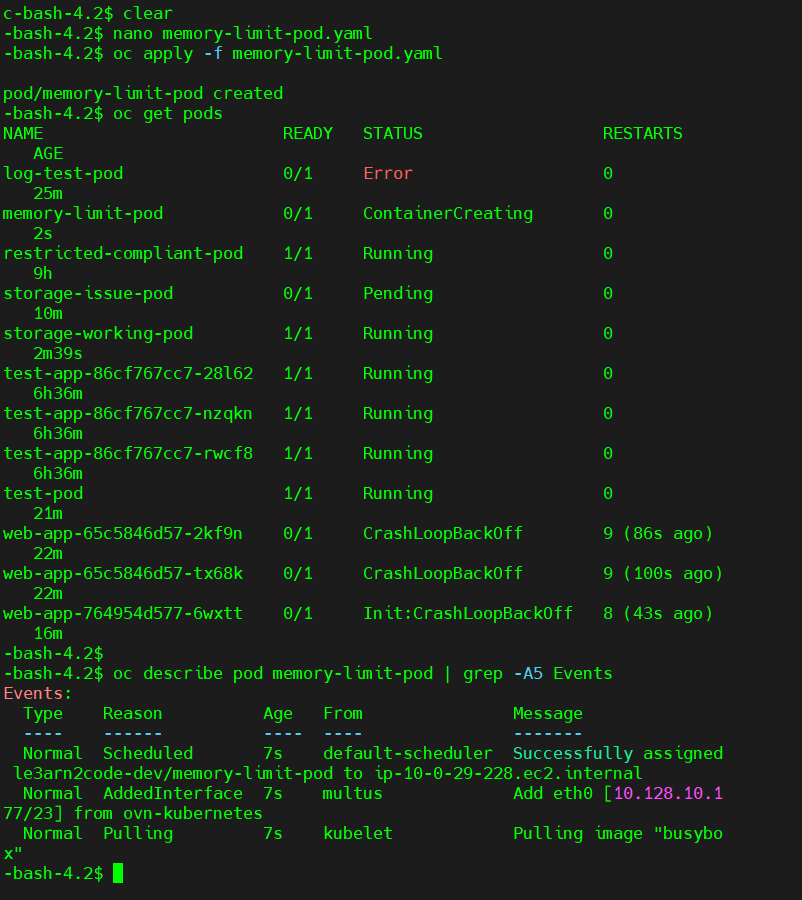 c-bash-4.2$ clear
-bash-4.2$ nano memory-limit-pod.yaml
-bash-4.2$ oc apply -f memory-limit-pod.yaml
pod/memory-limit-pod created
-bash-4.2$ oc get pods
NAME                        READY   STATUS                  RESTARTS
   AGE
log-test-pod                0/1     Error                   0
   25m
memory-limit-pod            0/1     ContainerCreating       0
   2s
restricted-compliant-pod    1/1     Running                 0
   9h
storage-issue-pod           0/1     Pending                 0
   10m
storage-working-pod         1/1     Running                 0
   2m39s
test-app-86cf767cc7-28l62   1/1     Running                 0
   6h36m
test-app-86cf767cc7-nzqkn   1/1     Running                 0
   6h36m
test-app-86cf767cc7-rwcf8   1/1     Running                 0
   6h36m
test-pod                    1/1     Running                 0
   21m
web-app-65c5846d57-2kf9n    0/1     CrashLoopBackOff        9 (86s ago)
   22m
web-app-65c5846d57-tx68k    0/1     CrashLoopBackOff        9 (100s ago)
   22m
web-app-764954d577-6wxtt    0/1     Init:CrashLoopBackOff   8 (43s ago)
   16m
-bash-4.2$
-bash-4.2$ oc describe pod memory-limit-pod | grep -A5 Events
Events:
  Type    Reason          Age   From               Message
  ----    ------          ----  ----               -------
  Normal  Scheduled       7s    default-scheduler  Successfully assigned
 le3arn2code-dev/memory-limit-pod to ip-10-0-29-228.ec2.internal
  Normal  AddedInterface  7s    multus             Add eth0 [10.128.10.1
77/23] from ovn-kubernetes
  Normal  Pulling         7s    kubelet            Pulling image "busybo
x"
-bash-4.2$